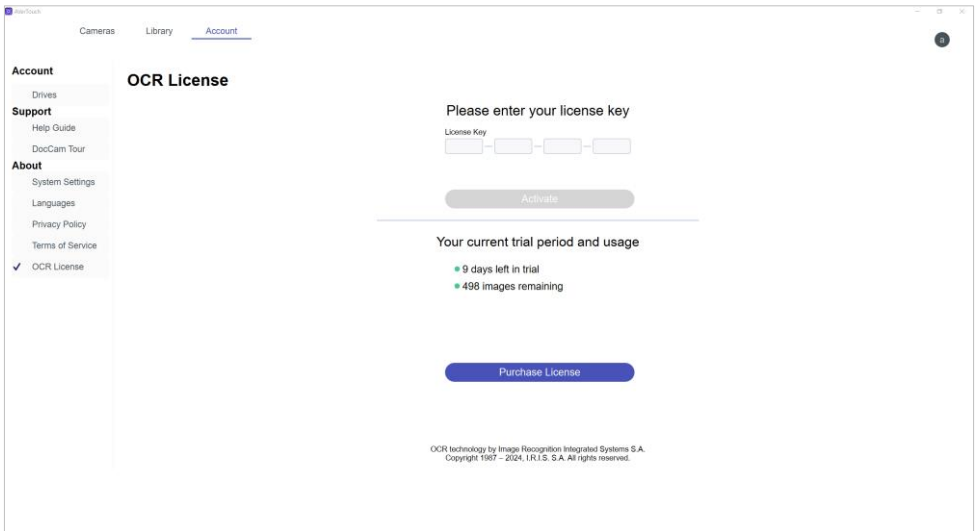 AVerTouch
Cameras Library Account
a
Account
Drives
Support
Help Guide
DocCam Tour
About
System Settings
Languages
Privacy Policy
Terms of Service
OCR License
OCR License
Please enter your license key
License Key
Activate
Your current trial period and usage
9 days left in trial
498 images remaining
Purchase License
OCR technology by Image Recognition Integrated Systems S.A.
Copyright 1987 – 2024, I.R.I.S. S.A. All rights reserved.